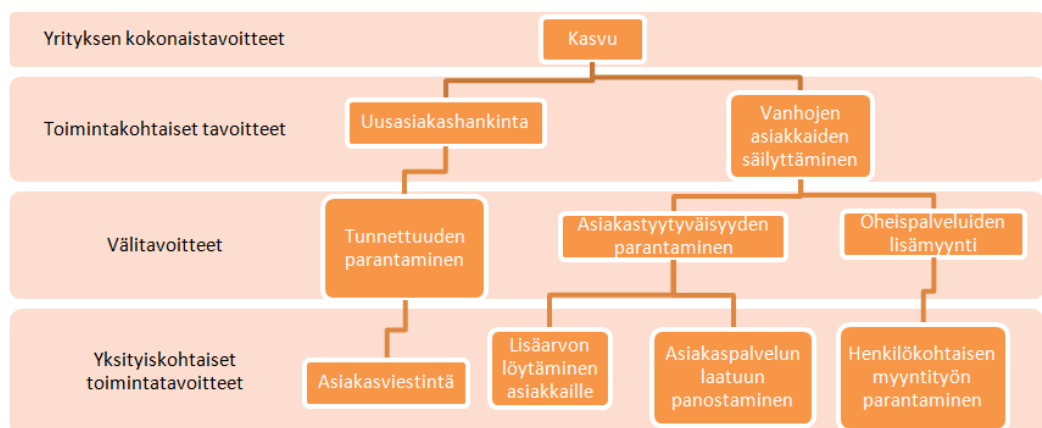 Yrityksen kokonaistavoitteet
Kasvu
Toimintakohtaiset tavoitteet
Uusasiakashankinta
Vanhojen
asiakkaiden
säilyttäminen
Välitavoitteet
Tunnettuuden
parantaminen
Asiakastyytyväisyyden
parantaminen
Oheispalveluiden
lisämyynti
Yksityiskohtaiset
toimintatavoitteet
Asiakasviestintä
Lisäarvon
löytäminen
asiakkaille
Asiakaspalvelun
laatuun
panostaminen
Henkilökohtaisen
myyntityön
parantaminen